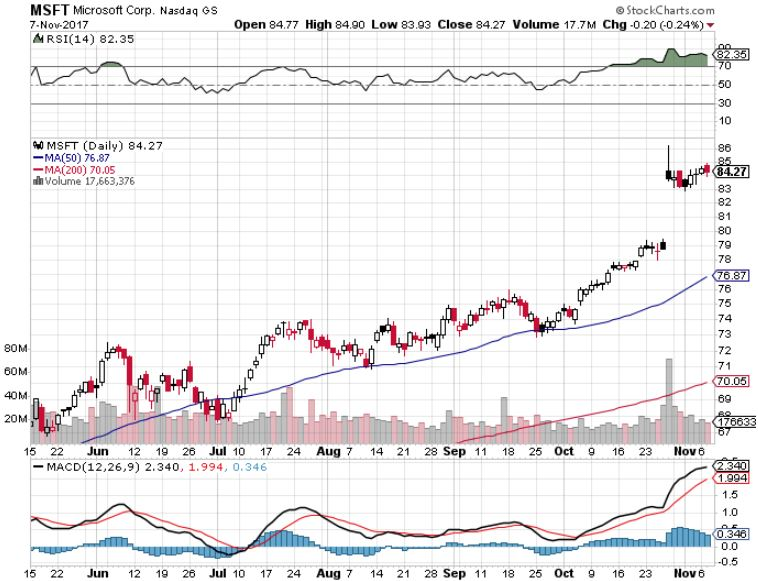 MSFT Microsoft Corp. Nasdaq GS © StockCharts.com
7-Nov-2017 Open 84.77 High 84.90 Low 83.93 Close 84.27 Volume 17.7M Chg -0.20 (-0.24%)
RSI(14) 82.35
90
82.35
70
50
30
10
MSFT (Daily) 84.27
MA(50) 76.87
MA(200) 70.05
Volume 17,663,376
86
85
84.27
83
82
81
80
79
78
76.87
76
75
74
73
72
71
70.05
69
68
67
80M
60M
40M
20M
176633
15 22 Jun 12 19 26 Jul 10 17 24 Aug 7 14 21 28 Sep 11 18 25 Oct 9 16 23 Nov 6
MACD(12,26,9) 2.340, 1.994, 0.346
2.340
1.994
1.5
1.0
0.346
0.0
-0.5
15 22 Jun 12 19 26 Jul 10 17 24 Aug 7 14 21 28 Sep 11 18 25 Oct 9 16 23 Nov 6